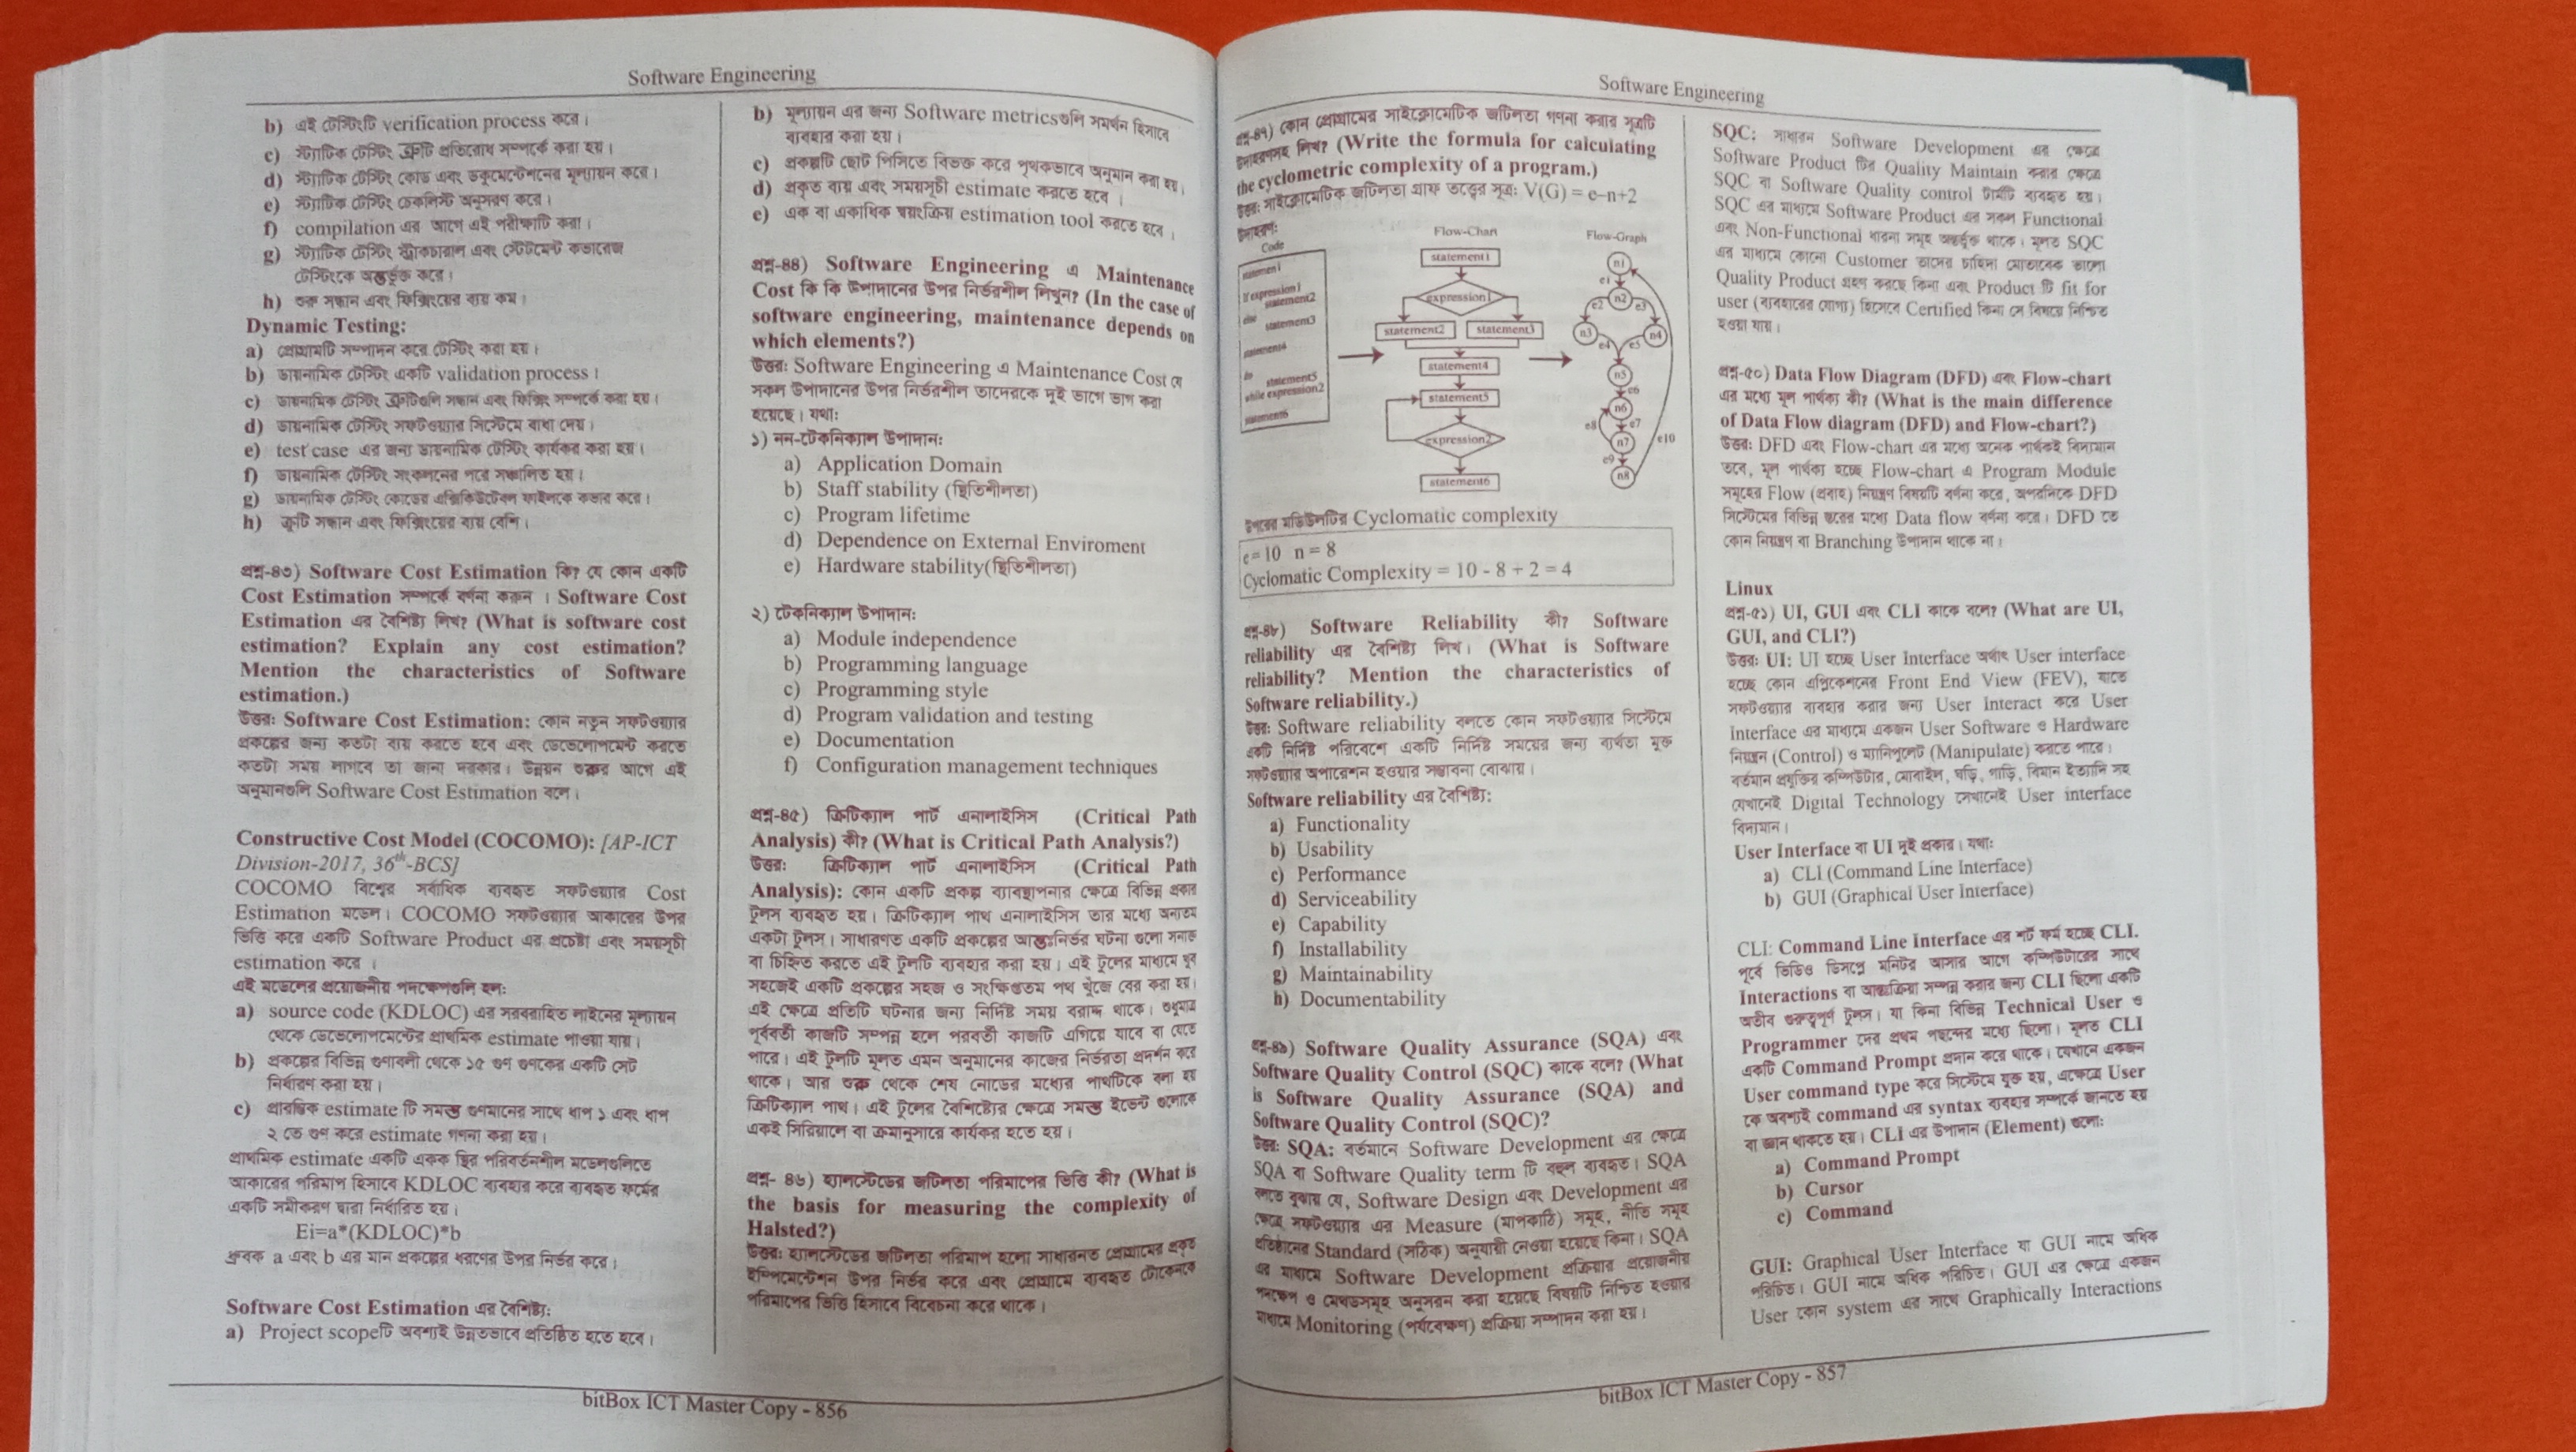 Software Engineering
b) এই টেস্টিংটি verification process করে।
c) স্ট্যাটিক টেস্টিং ত্রুটি প্রতিরোধ সম্পর্কে করা হয়।
d) স্ট্যাটিক টেস্টিং কোড এবং ডকুমেন্টেশনের মূল্যায়ন করে।
e) স্ট্যাটিক টেস্টিং চেকলিস্ট অনুসরণ করে।
f) compilation এর আগে এই পরীক্ষাটি করা।
g) স্ট্যাটিক টেস্টিং স্ট্রাকচারাল এবং স্টেটমেন্ট কভারেজ
টেস্টিংকে অন্তর্ভুক্ত করে।
h) শুরু সন্ধান এবং ফিক্সিংয়ের ব্যয় কম।
Dynamic Testing:
a) প্রোগ্রামটি সম্পাদন করে টেস্টিং করা হয়।
b) ডায়নামিক টেস্টিং একটি validation process।
c) ডায়নামিক টেস্টিং ত্রুটিগুলি সন্ধান এবং ফিক্সিং সম্পর্কে করা হয়।
d) ডায়নামিক টেস্টিং সফটওয়্যার সিস্টেমে বাধা দেয়।
e) test case এর জন্য ডায়নামিক টেস্টিং কার্যকর করা হয়।
f) ডায়নামিক টেস্টিং সংকলনের পরে সঞ্চালিত হয়।
g) ডায়নামিক টেস্টিং কোডের এক্সিকিউটেবল ফাইলকে কভার করে।
h) ত্রুটি সন্ধান এবং ফিক্সিংয়ের ব্যয় বেশি।
প্রশ্ন-৪৩) Software Cost Estimation কি? যে কোন একটি
Cost Estimation সম্পর্কে বর্ণনা করুন । Software Cost
Estimation এর বৈশিষ্ট্য লিখ? (What is software cost
estimation? Explain any cost estimation?
Mention the characteristics of Software
estimation.)
উত্তর: Software Cost Estimation: কোন নতুন সফটওয়্যার
প্রকল্পের জন্য কতটা ব্যয় করতে হবে এবং ডেভেলোপমেন্ট করতে
কতটা সময় লাগবে তা জানা দরকার। উন্নয়ন শুরুর আগে এই
অনুমানগুলি Software Cost Estimation বলে।
Constructive Cost Model (COCOMO): [AP-ICT
Division-2017, 36th-BCS]
COCOMO বিশ্বের সর্বাধিক ব্যবহৃত সফটওয়্যার Cost
Estimation মডেল। COCOMO সফটওয়্যার আকারের উপর
ভিত্তি করে একটি Software Product এর প্রচেষ্টা এবং সময়সূচী
estimation করে ।
এই মডেলের প্রয়োজনীয় পদক্ষেপগুলি হল:
a) source code (KDLOC) এর সরবরাহিত লাইনের মূল্যায়ন
থেকে ডেভেলোপমেন্টের প্রাথমিক estimate পাওয়া যায়।
b) প্রকল্পের বিভিন্ন গুণাবলী থেকে ১৫ গুণ গুণকের একটি সেট
নির্ধারণ করা হয়।
c) প্রারম্ভিক estimate টি সমস্ত গুণমানের সাথে ধাপ ১ এবং ধাপ
২ তে গুণ করে estimate গণনা করা হয়।
প্রাথমিক estimate একটি একক স্থির পরিবর্তনশীল মডেলগুলিতে
আকারের পরিমাপ হিসাবে KDLOC ব্যবহার করে ব্যবহৃত ফর্মের
একটি সমীকরণ দ্বারা নির্ধারিত হয়।
Ei=a*(KDLOC)*b
ধ্রুবক a এবং b এর মান প্রকল্পের ধরণের উপর নির্ভর করে।
Software Cost Estimation এর বৈশিষ্ট্য:
a) Project scopeটি অবশ্যই উন্নতভাবে প্রতিষ্ঠিত হতে হবে।
b) মূল্যায়ন এর জন্য Software metricsগুলি সমর্থন হিসাবে
ব্যবহার করা হয়।
c) প্রকল্পটি ছোট পিসিতে বিভক্ত করে পৃথকভাবে অনুমান করা হয়।
d) প্রকৃত ব্যয় এবং সময়সূচী estimate করতে হবে ।
e) এক বা একাধিক স্বয়ংক্রিয় estimation tool করতে হবে ।
প্রশ্ন-৪৪) Software Engineering এ Maintenance
Cost কি কি উপাদানের উপর নির্ভরশীল লিখুন? (In the case of
software engineering, maintenance depends on
which elements?)
উত্তর: Software Engineering এ Maintenance Cost যে
সকল উপাদানের উপর নির্ভরশীল তাদেরকে দুই ভাগে ভাগ করা
হয়েছে। যথা:
১) নন-টেকনিক্যাল উপাদান:
a) Application Domain
b) Staff stability (স্থিতিশীলতা)
c) Program lifetime
d) Dependence on External Enviroment
e) Hardware stability(স্থিতিশীলতা)
২) টেকনিক্যাল উপাদান:
a) Module independence
b) Programming language
c) Programming style
d) Program validation and testing
e) Documentation
f) Configuration management techniques
প্রশ্ন-৪৫) ক্রিটিক্যাল পার্ট এনালাইসিস (Critical Path
Analysis) কী? (What is Critical Path Analysis?)
উত্তর: ক্রিটিক্যাল পার্ট এনালাইসিস (Critical Path
Analysis): কোন একটি প্রকল্প ব্যাবস্থাপনার ক্ষেত্রে বিভিন্ন প্রকার
টুলস ব্যবহৃত হয়। ক্রিটিক্যাল পাথ এনালাইসিস তার মধ্যে অন্যতম
একটা টুলস। সাধারণত একটি প্রকল্পের আন্তঃনির্ভর ঘটনা গুলো সনাক্ত
বা চিহ্নিত করতে এই টুলটি ব্যবহার করা হয়। এই টুলের মাধ্যমে খুব
সহজেই একটি প্রকল্পের সহজ ও সংক্ষিপ্ততম পথ খুঁজে বের করা হয়।
এই ক্ষেত্রে প্রতিটি ঘটনার জন্য নির্দিষ্ট সময় বরাদ্দ থাকে। শুধুমাত্র
পূর্ববর্তী কাজটি সম্পন্ন হলে পরবর্তী কাজটি এগিয়ে যাবে বা যেতে
পারে। এই টুলটি মূলত এমন অনুমানের কাজের নির্ভরতা প্রদর্শন করে
থাকে। আর শুরু থেকে শেষ নোডের মধ্যের পাথটিকে বলা হয়
ক্রিটিক্যাল পাথ। এই টুলের বৈশিষ্ট্যের ক্ষেত্রে সমস্ত ইভেন্ট গুলোকে
একই সিরিয়ালে বা ক্রমানুসারে কার্যকর হতে হয়।
প্রশ্ন- ৪৬) হ্যালস্টেডের জটিলতা পরিমাপের ভিত্তি কী? (What is
the basis for measuring the complexity of
Halsted?)
উত্তর: হ্যালস্টেডের জটিলতা পরিমাপ হলো সাধারনত প্রোগ্রামের প্রকৃত
ইম্পিমেন্টেশন উপর নির্ভর করে এবং প্রোগ্রামে ব্যবহৃত টোকেনকে
পরিমাপের ভিত্তি হিসাবে বিবেচনা করে থাকে।
bitBox ICT Master Copy - 856
Software Engineering
প্রশ্ন-৪৭) কোন প্রোগ্রামের সাইক্লোমেটিক জটিলতা গণনা করার সূত্রটি
উদাহরণসহ লিখ? (Write the formula for calculating
the cyclometric complexity of a program.)
উত্তর: সাইক্লোমেটিক জটিলতা গ্রাফ তত্ত্বের সূত্র: V(G) = e–n+2
উদাহরণ:
Code
statement1
If expression1
statement2
else
statement3
statement4
do
statement5
while expression2
statement6
Flow-Chart
statement1
expression1
statement2 statement3
statement4
statement5
expression2
statement6
Flow-Graph
n1
e1
n2
e2 e3
n3 n4
e4 e5
n5
e6
n6
e8 e7
n7
e10
e9
n8
উপরের মডিউলটির Cyclomatic complexity
e = 10 n = 8
Cyclomatic Complexity = 10 - 8 + 2 = 4
প্রশ্ন-৪৮) Software Reliability কী? Software
reliability এর বৈশিষ্ট্য লিখ। (What is Software
reliability? Mention the characteristics of
Software reliability.)
উত্তর: Software reliability বলতে কোন সফটওয়্যার সিস্টেমে
একটি নির্দিষ্ট পরিবেশে একটি নির্দিষ্ট সময়ের জন্য ব্যর্থতা মুক্ত
সফটওয়্যার অপারেশন হওয়ার সম্ভাবনা বোঝায়।
Software reliability এর বৈশিষ্ট্য:
a) Functionality
b) Usability
c) Performance
d) Serviceability
e) Capability
f) Installability
g) Maintainability
h) Documentability
প্রশ্ন-৪৯) Software Quality Assurance (SQA) এবং
Software Quality Control (SQC) কাকে বলে? (What
is Software Quality Assurance (SQA) and
Software Quality Control (SQC)?
উত্তর: SQA: বর্তমানে Software Development এর ক্ষেত্রে
SQA বা Software Quality term টি বহুল ব্যবহৃত। SQA
বলতে বুঝায় যে, Software Design এবং Development এর
ক্ষেত্রে সফটওয়্যার এর Measure (মাপকাঠি) সমূহ, নীতি সমূহ
প্রতিষ্ঠানের Standard (সঠিক) অনুযায়ী নেওয়া হয়েছে কিনা। SQA
এর মাধ্যমে Software Development প্রক্রিয়ার প্রয়োজনীয়
পদক্ষেপ ও মেথডসমূহ অনুসরন করা হয়েছে বিষয়টি নিশ্চিত হওয়ার
মাধ্যমে Monitoring (পর্যবেক্ষণ) প্রক্রিয়া সম্পাদন করা হয়।
SQC: সাধারন Software Development এর ক্ষেত্রে
Software Product টির Quality Maintain করার ক্ষেত্রে
SQC বা Software Quality control টার্মটি ব্যবহৃত হয়।
SQC এর মাধ্যমে Software Product এর সকল Functional
এবং Non-Functional ধারনা সমূহ অন্তর্ভুক্ত থাকে। মূলত SQC
এর মাধ্যমে কোনো Customer তাদের চাহিদা মোতাবেক ভালো
Quality Product গ্রহণ করছে কিনা এবং Product টি fit for
user (ব্যবহারের যোগ্য) হিসেবে Certified কিনা সে বিষয়ে নিশ্চিত
হওয়া যায়।
প্রশ্ন-৫০) Data Flow Diagram (DFD) এবং Flow-chart
এর মধ্যে মূল পার্থক্য কী? (What is the main difference
of Data Flow diagram (DFD) and Flow-chart?)
উত্তর: DFD এবং Flow-chart এর মধ্যে অনেক পার্থকই বিদ্যমান
তবে, মূল পার্থক্য হচ্ছে Flow-chart এ Program Module
সমূহের Flow (প্রবাহ) নিয়ন্ত্রণ বিষয়টি বর্ণনা করে, অপরদিকে DFD
সিস্টেমের বিভিন্ন স্তরের মধ্যে Data flow বর্ণনা করে। DFD তে
কোন নিয়ন্ত্রণ বা Branching উপাদান থাকে না।
Linux
প্রশ্ন-৫১) UI, GUI এবং CLI কাকে বলে? (What are UI,
GUI, and CLI?)
উত্তর: UI: UI হচ্ছে User Interface অর্থাৎ User interface
হচ্ছে কোন এপ্লিকেশনের Front End View (FEV), যাতে
সফটওয়্যার ব্যবহার করার জন্য User Interact করে User
Interface এর মাধ্যমে একজন User Software ও Hardware
নিয়ন্ত্রন (Control) ও ম্যানিপুলেট (Manipulate) করতে পারে।
বর্তমান প্রযুক্তির কম্পিউটার, মোবাইল, ঘড়ি, গাড়ি, বিমান ইত্যাদি সহ
যেখানেই Digital Technology সেখানেই User interface
বিদ্যমান।
User Interface বা UI দুই প্রকার। যথা:
a) CLI (Command Line Interface)
b) GUI (Graphical User Interface)
CLI: Command Line Interface এর শর্ট ফর্ম হচ্ছে CLI.
পূর্বে ভিডিও ডিসপ্লে মনিটর আসার আগে কম্পিউটারের সাথে
Interactions বা আন্তঃক্রিয়া সম্পন্ন করার জন্য CLI ছিলো একটি
অতীব গুরুত্বপূর্ণ টুলস। যা কিনা বিভিন্ন Technical User ও
Programmer দের প্রথম পছন্দের মধ্যে ছিলো। মূলত CLI
একটি Command Prompt প্রদান করে থাকে। যেখানে একজন
User command type করে সিস্টেমে যুক্ত হয়, এক্ষেত্রে User
কে অবশ্যই command এর syntax ব্যবহার সম্পর্কে জানতে হয়
বা জ্ঞান থাকতে হয়। CLI এর উপাদান (Element) গুলো:
a) Command Prompt
b) Cursor
c) Command
GUI: Graphical User Interface যা GUI নামে অধিক
পরিচিত। GUI নামে অধিক পরিচিত। GUI এর ক্ষেত্রে একজন
User কোন system এর সাথে Graphically Interactions
bitBox ICT Master Copy - 857